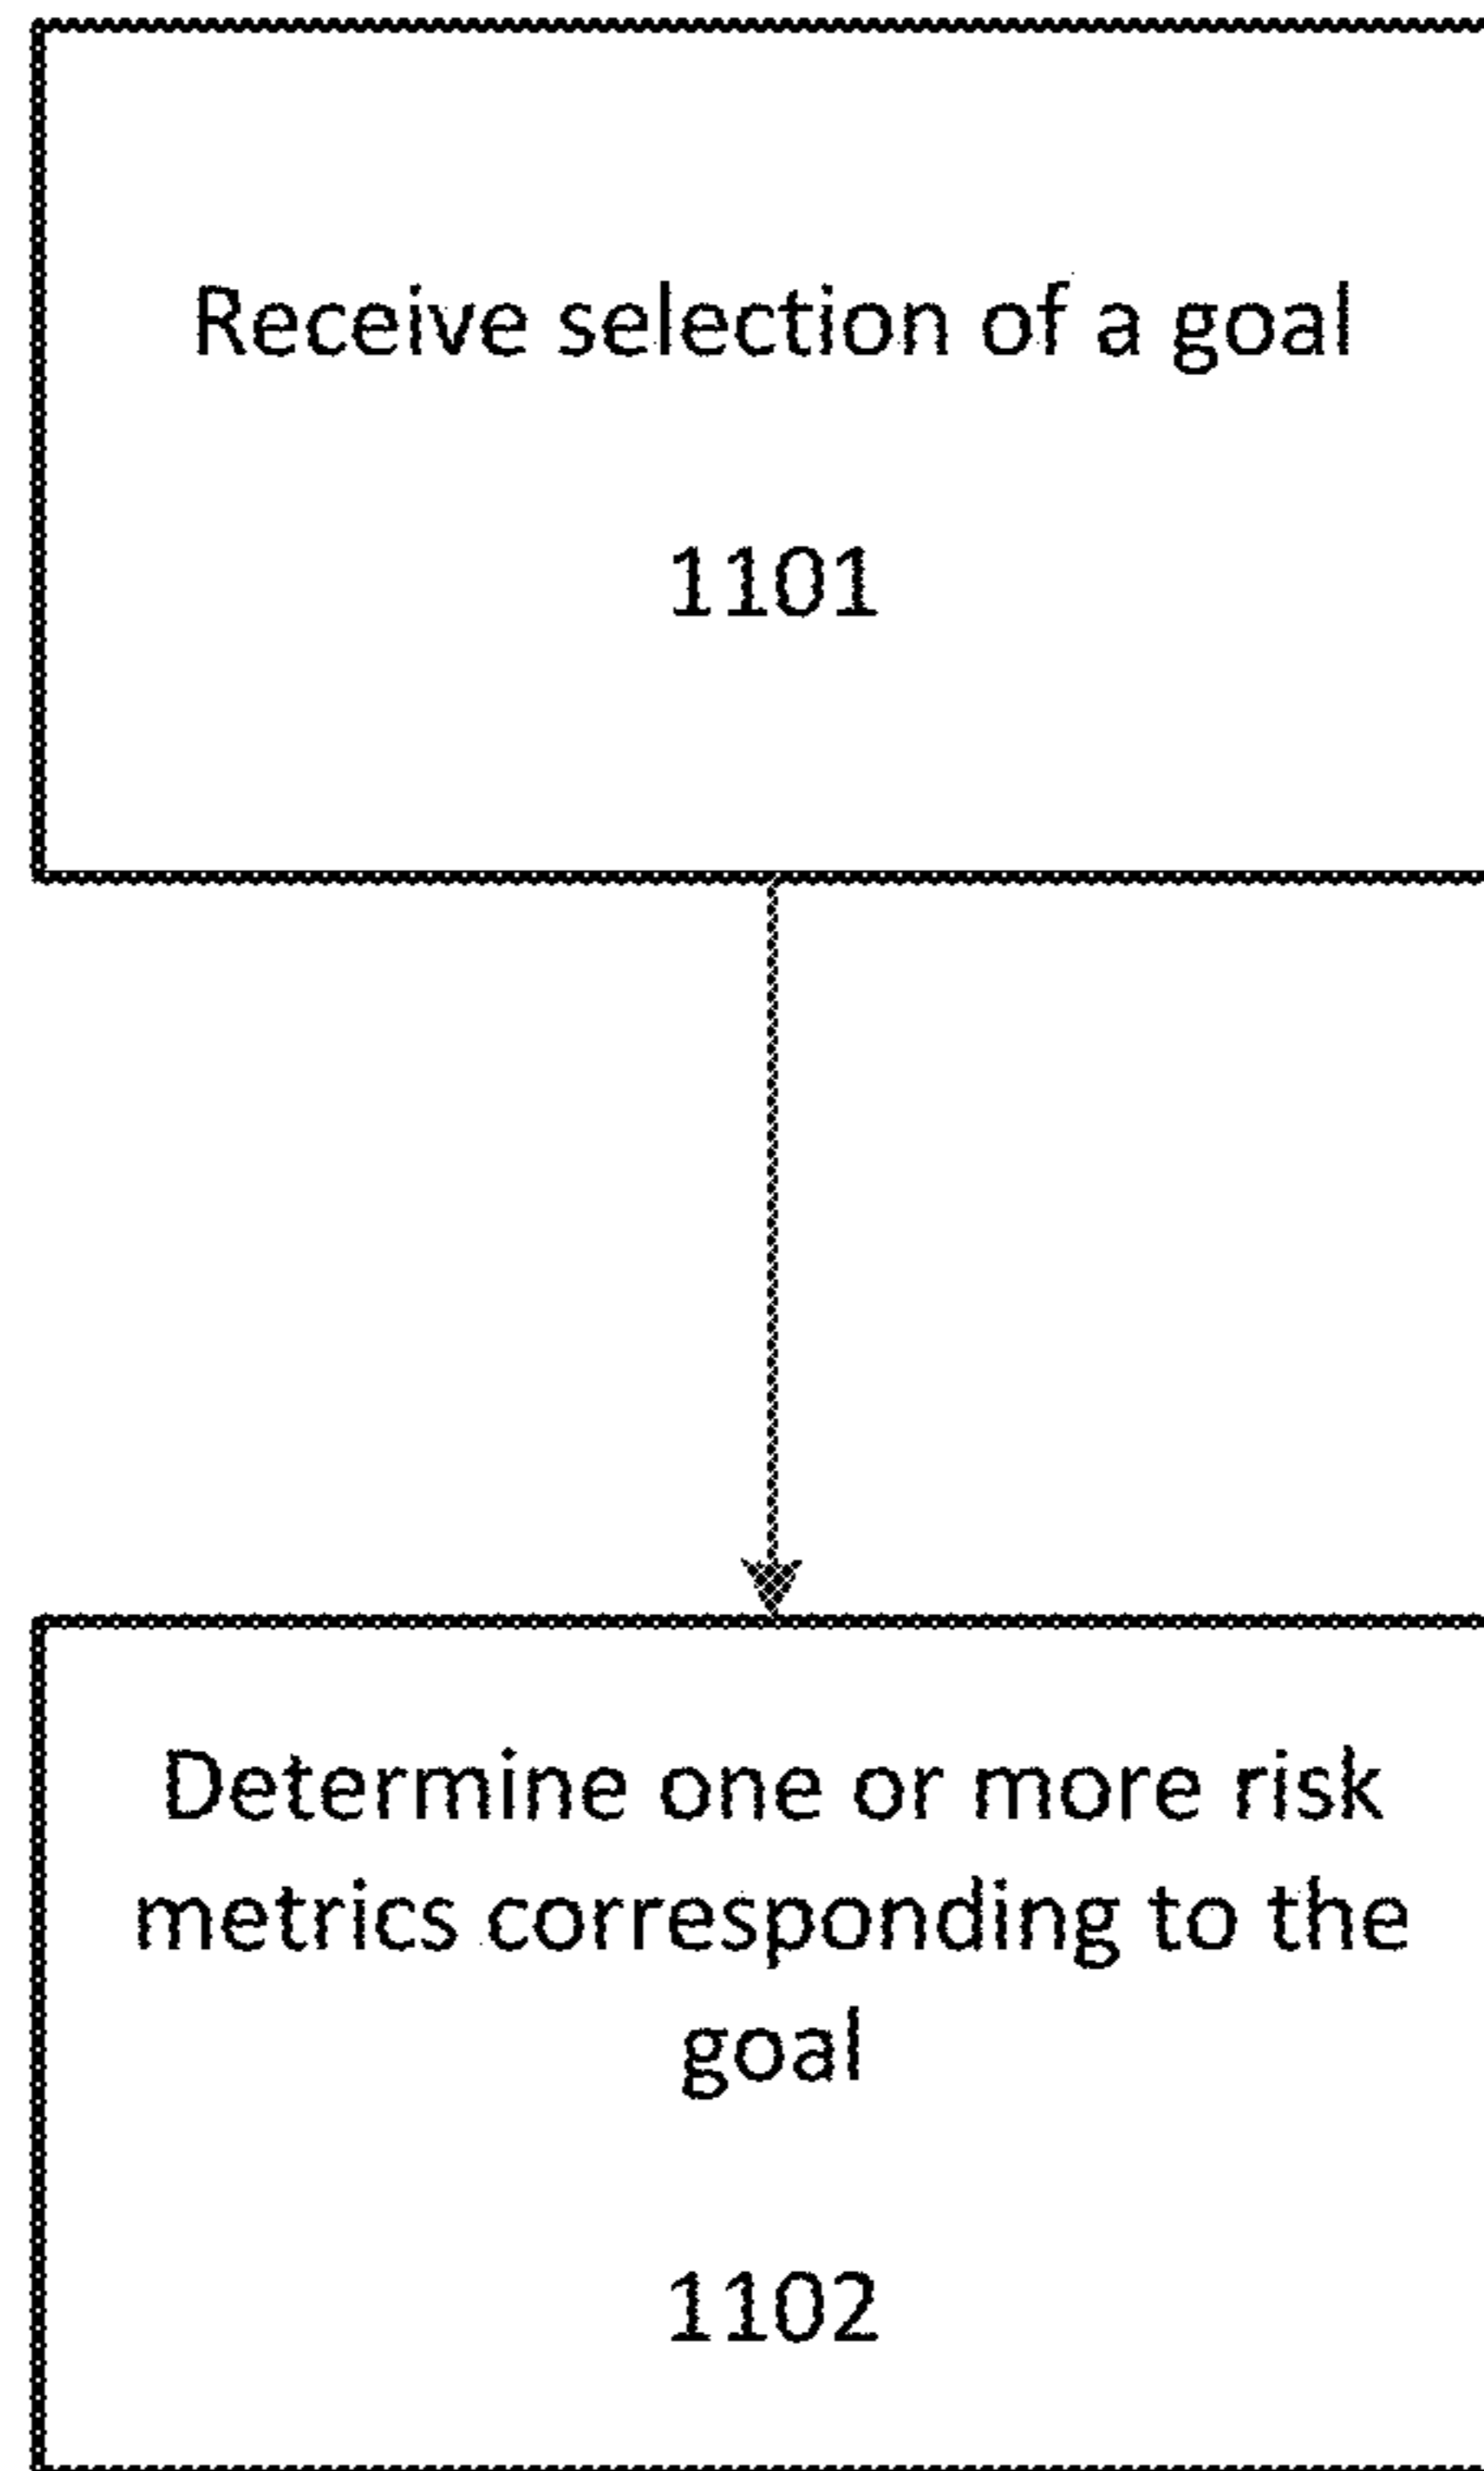 Receive selection of a goal
1101
Determine one or more risk
metrics corresponding to the
goal
1102